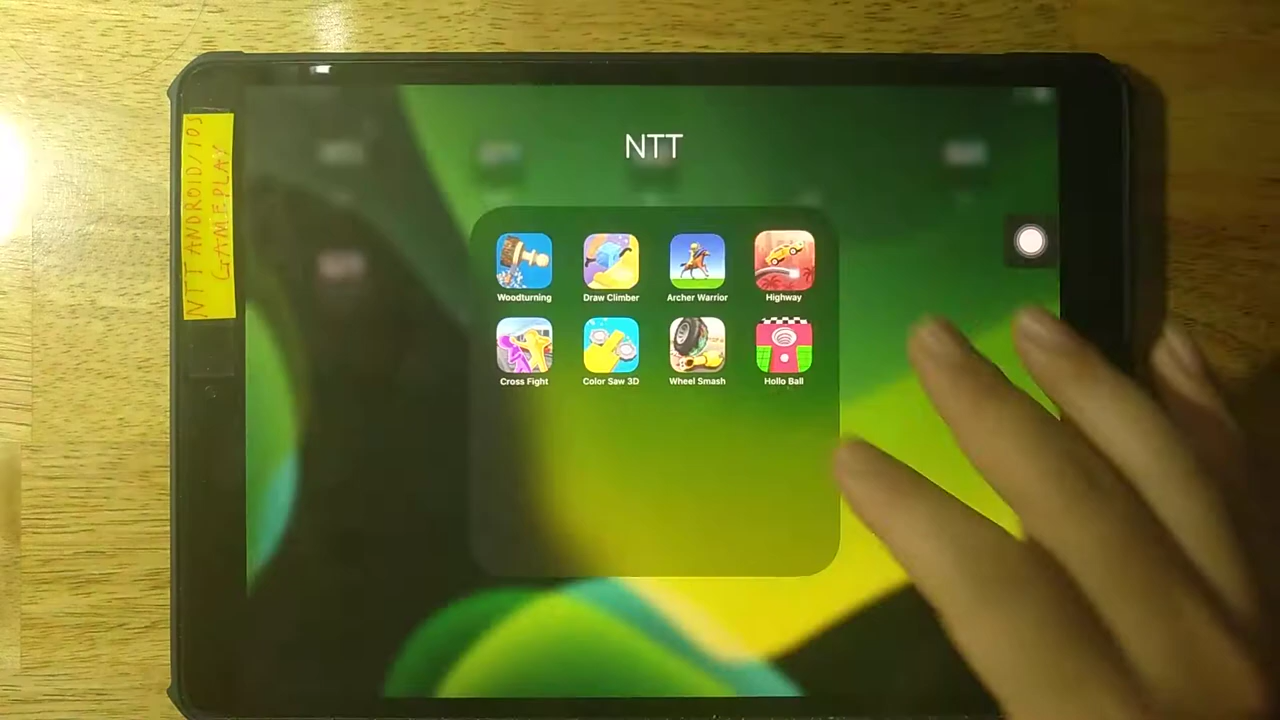 NTT ANDROID/IOS
GAMEPLAY
NTT
Woodturning
Draw Climber
Archer Warrior
Highway
Cross Fight
Color Saw 3D
Wheel Smash
Hollo Ball